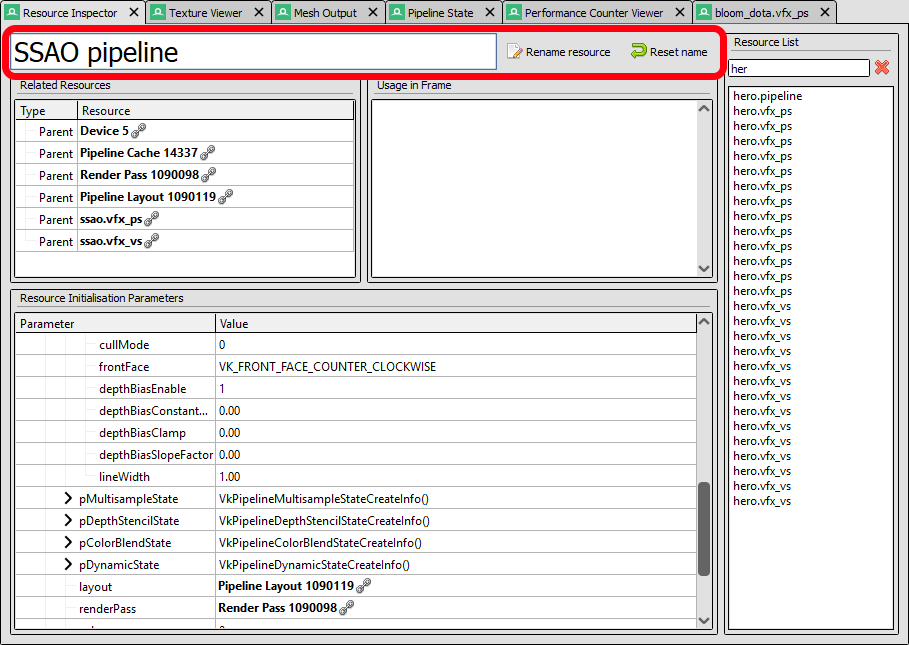 Resource Inspector
Texture Viewer
Mesh Output
Pipeline State
Performance Counter Viewer
bloom_dota.vfx_ps
SSAO pipeline
Rename resource
Reset name
Related Resources
Type Resource
Parent Device 5
Parent Pipeline Cache 14337
Parent Render Pass 1090098
Parent Pipeline Layout 1090119
Parent ssao.vfx_ps
Parent ssao.vfx_vs
Usage in Frame
Resource Initialisation Parameters
Parameter Value
cullMode 0
frontFace VK_FRONT_FACE_COUNTER_CLOCKWISE
depthBiasEnable 1
depthBiasConstant... 0.00
depthBiasClamp 0.00
depthBiasSlopeFactor 0.00
lineWidth 1.00
pMultisampleState VkPipelineMultisampleStateCreateInfo()
pDepthStencilState VkPipelineDepthStencilStateCreateInfo()
pColorBlendState VkPipelineColorBlendStateCreateInfo()
pDynamicState VkPipelineDynamicStateCreateInfo()
layout Pipeline Layout 1090119
renderPass Render Pass 1090098
Resource List
her
hero.pipeline
hero.vfx_ps
hero.vfx_ps
hero.vfx_ps
hero.vfx_ps
hero.vfx_ps
hero.vfx_ps
hero.vfx_ps
hero.vfx_ps
hero.vfx_ps
hero.vfx_ps
hero.vfx_ps
hero.vfx_ps
hero.vfx_ps
hero.vfx_vs
hero.vfx_vs
hero.vfx_vs
hero.vfx_vs
hero.vfx_vs
hero.vfx_vs
hero.vfx_vs
hero.vfx_vs
hero.vfx_vs
hero.vfx_vs
hero.vfx_vs
hero.vfx_vs
hero.vfx_vs
hero.vfx_vs